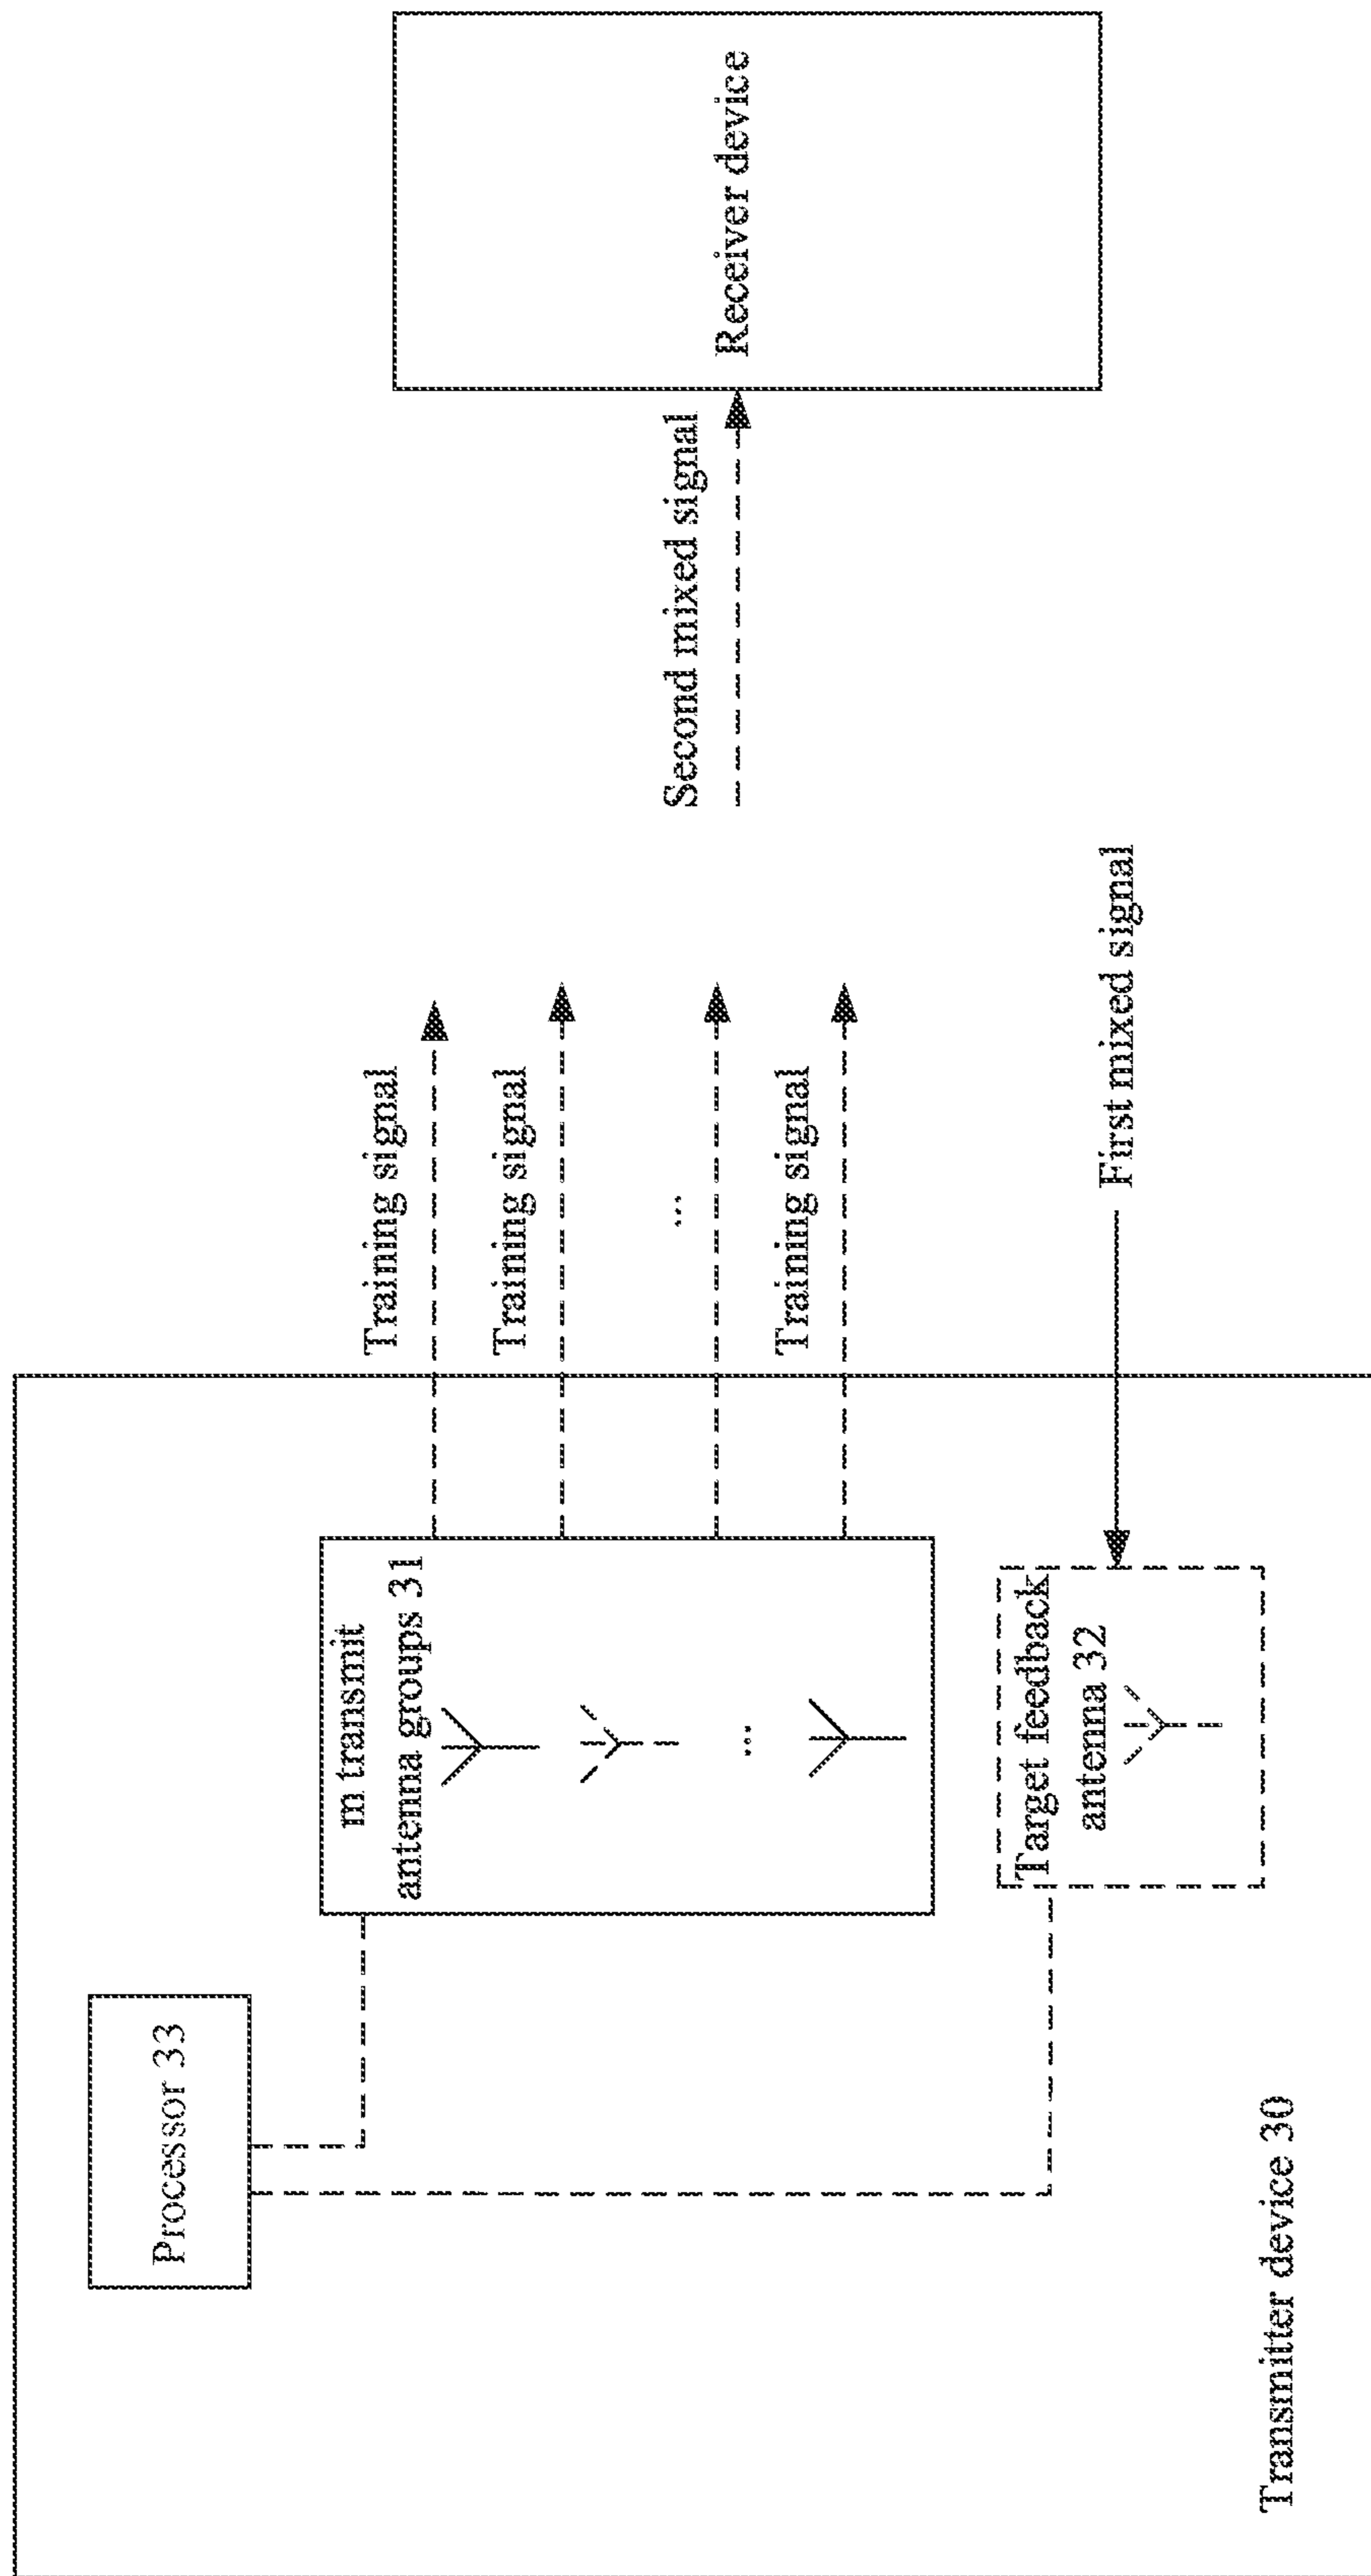 Processor 33
m transmit
antenna groups 31
...
Target feedback
antenna 32
Transmitter device 30
Training signal
Training signal
...
Training signal
First mixed signal
Second mixed signal
Receiver device